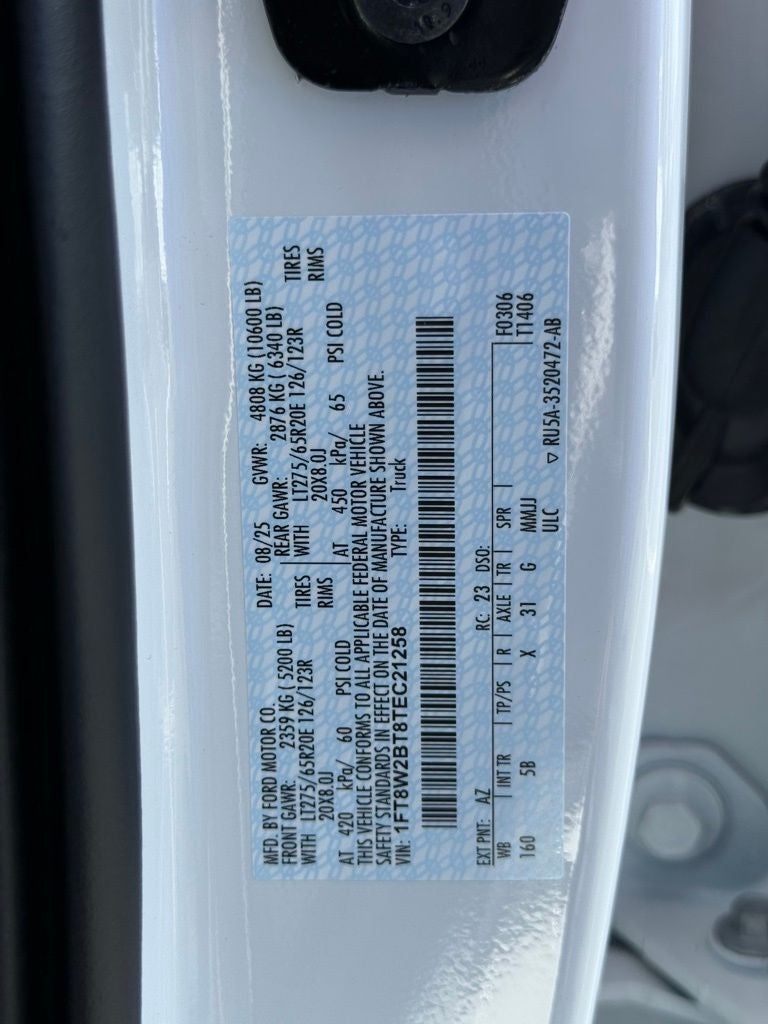 MFD. BY FORD MOTOR CO.
DATE: 08/25 GVWR: 4808 KG (10600 LB)
FRONT GAWR: 2359 KG ( 5200 LB)
REAR GAWR: 2876 KG ( 6340 LB)
WITH LT275/65R20E 126/123R TIRES
WITH LT275/65R20E 126/123R TIRES
20X8.0J RIMS
20X8.0J RIMS
AT 420 kPa/ 60 PSI COLD
AT 450 kPa/ 65 PSI COLD
THIS VEHICLE CONFORMS TO ALL APPLICABLE FEDERAL MOTOR VEHICLE
SAFETY STANDARDS IN EFFECT ON THE DATE OF MANUFACTURE SHOWN ABOVE.
VIN: 1FT8W2BT8TEC21258 TYPE: Truck
EXT PNT: AZ RC: 23 DSO:
WB INT TR TP/PS R AXLE TR SPR F0306
160 5B X 31 G MMJJ T1406
ULC ▽ RU5A-3520472-AB